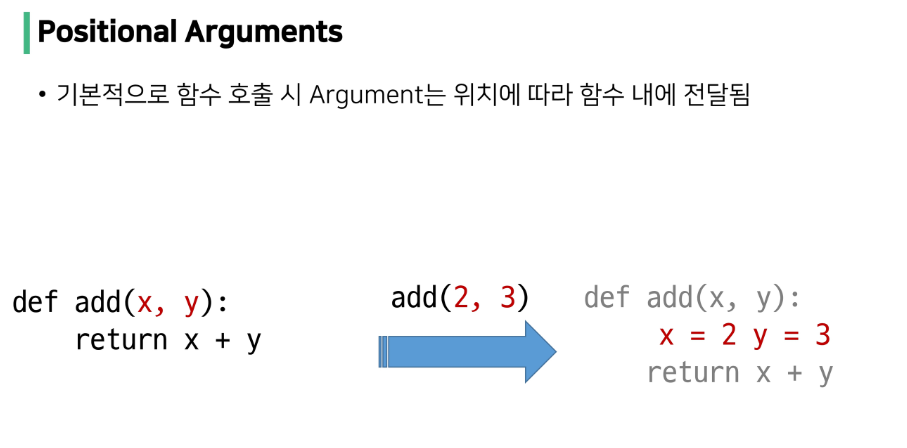 Positional Arguments
• 기본적으로 함수 호출 시 Argument는 위치에 따라 함수 내에 전달됨
def add(x, y):
    return x + y
add(2, 3)
def add(x, y):
    x = 2 y = 3
    return x + y